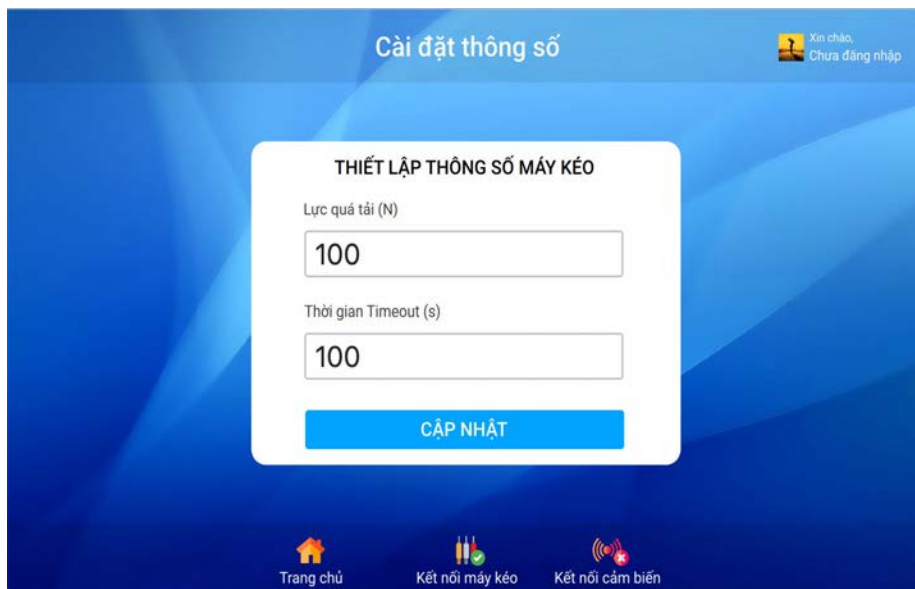 Cài đặt thông số
Xin chào,
Chưa đăng nhập
THIẾT LẬP THÔNG SỐ MÁY KÉO
Lực quá tải (N)
100
Thời gian Timeout (s)
100
CẬP NHẬT
Trang chủ
Kết nối máy kéo
Kết nối cảm biến